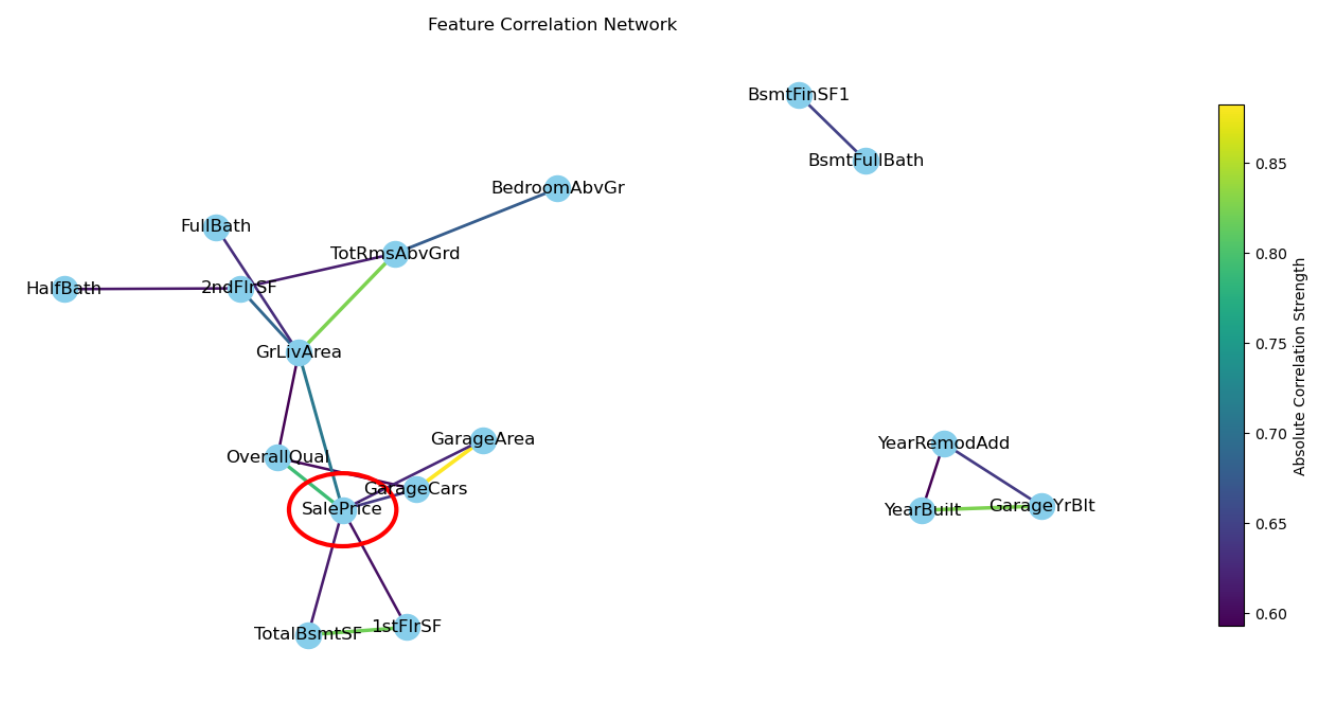 Feature Correlation Network
BsmtFinSF1
BsmtFullBath
BedroomAbvGr
FullBath
TotRmsAbvGrd
HalfBath
2ndFlrSF
GrLivArea
GarageArea
OverallQual
GarageCars
SalePrice
TotalBsmtSF
1stFlrSF
YearRemodAdd
YearBuilt
GarageYrBlt
0.85
0.80
0.75
0.70
0.65
0.60
Absolute Correlation Strength